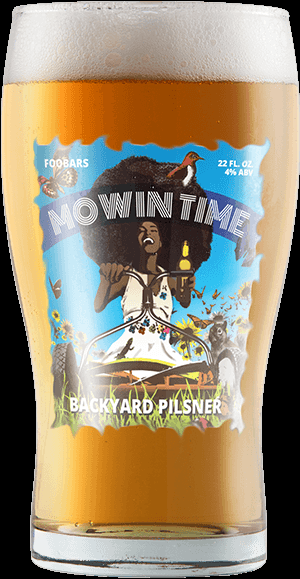 FOOBARS
22 FL. OZ.
4% ABV
MOWIN TIME
BACKYARD PILSNER